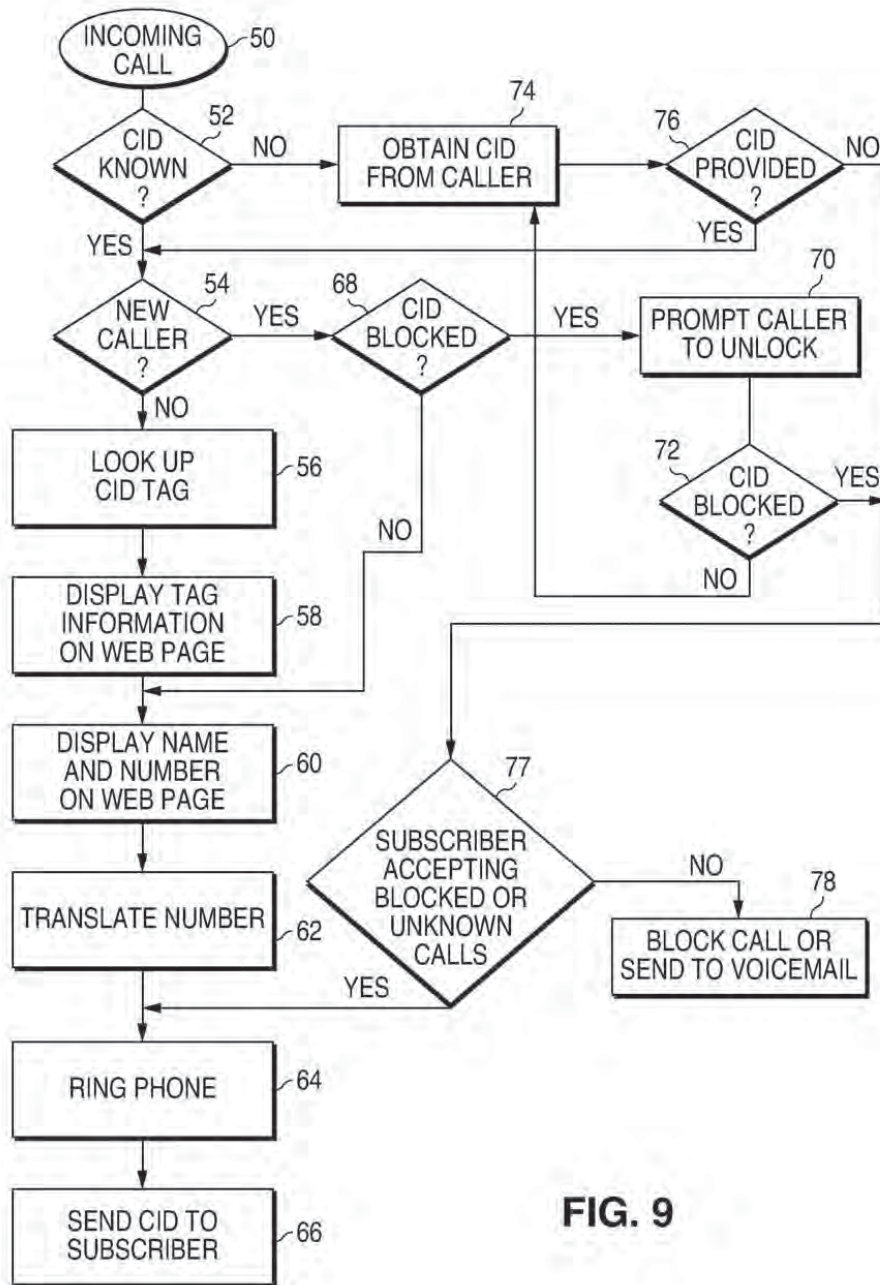 INCOMING
CALL
50
CID
KNOWN
?
52
NO
OBTAIN CID
FROM CALLER
74
CID
PROVIDED
?
76
NO
YES
YES
NEW
CALLER
?
54
YES
CID
BLOCKED
?
68
YES
PROMPT CALLER
TO UNLOCK
70
NO
LOOK UP
CID TAG
56
NO
CID
BLOCKED
?
72
YES
NO
DISPLAY TAG
INFORMATION
ON WEB PAGE
58
DISPLAY NAME
AND NUMBER
ON WEB PAGE
60
SUBSCRIBER
ACCEPTING
BLOCKED OR
UNKNOWN
CALLS
77
NO
BLOCK CALL OR
SEND TO VOICEMAIL
78
TRANSLATE NUMBER
62
YES
RING PHONE
64
SEND CID TO
SUBSCRIBER
66
FIG. 9